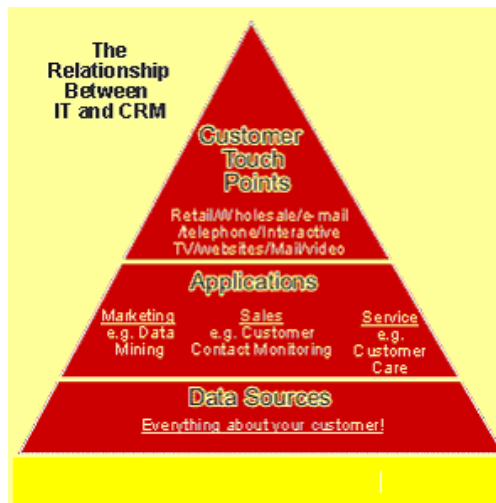 The
Relationship
Between
IT and CRM
Customer
Touch
Points
Retail/Wholesale/e-mail
/telephone/Interactive
TV/websites/Mail/video
Applications
Marketing
e.g. Data
Mining
Sales
e.g. Customer
Contact Monitoring
Service
e.g.
Customer
Care
Data Sources
Everything about your customer!